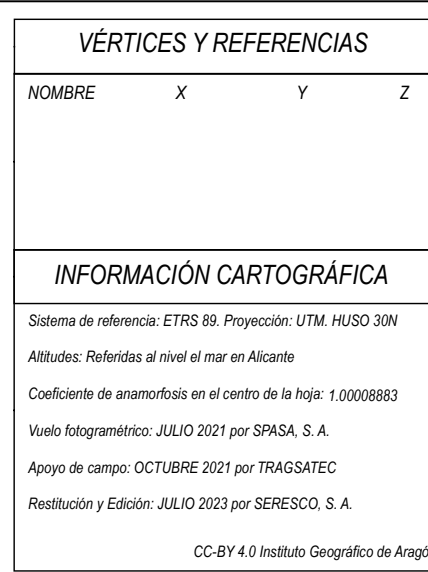 VÉRTICES Y REFERENCIAS
NOMBRE X Y Z
INFORMACIÓN CARTOGRÁFICA
Sistema de referencia: ETRS 89. Proyección: UTM. HUSO 30N
Altitudes: Referidas al nivel el mar en Alicante
Coeficiente de anamorfosis en el centro de la hoja: 1.00008883
Vuelo fotogramétrico: JULIO 2021 por SPASA, S. A.
Apoyo de campo: OCTUBRE 2021 por TRAGSATEC
Restitución y Edición: JULIO 2023 por SERESCO, S. A.
CC-BY 4.0 Instituto Geográfico de Aragó